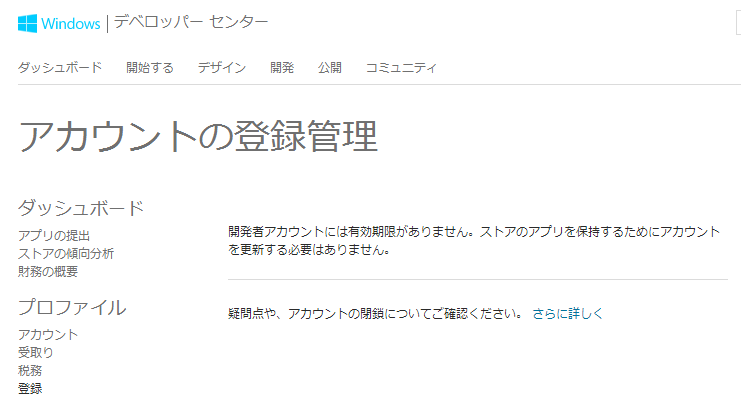 Windows デベロッパー センター
ダッシュボード 開始する デザイン 開発 公開 コミュニティ
アカウントの登録管理
ダッシュボード
アプリの提出
ストアの傾向分析
財務の概要
プロファイル
アカウント
受取り
税務
登録
開発者アカウントには有効期限がありません。ストアのアプリを保持するためにアカウント
を更新する必要はありません。
疑問点や、アカウントの閉鎖についてご確認ください。 さらに詳しく